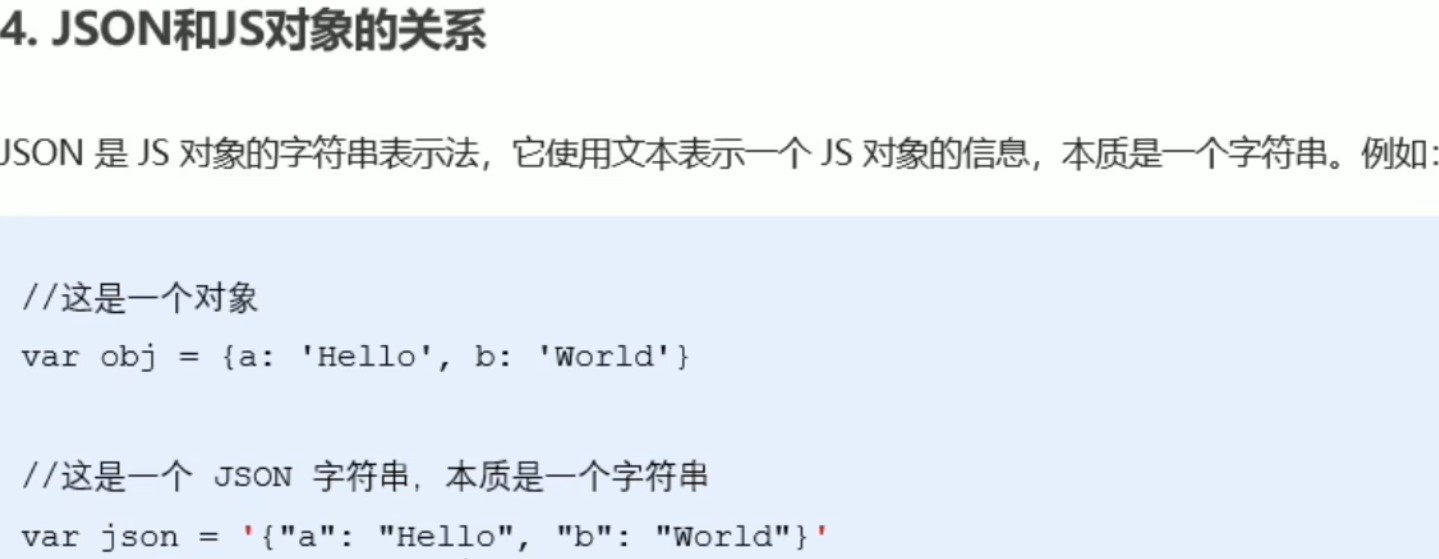 4. JSON和JS对象的关系
JSON 是 JS 对象的字符串表示法，它使用文本表示一个 JS 对象的信息，本质是一个字符串。例如：
//这是一个对象
var obj = {a: 'Hello', b: 'World'}
//这是一个 JSON 字符串，本质是一个字符串
var json = '{"a": "Hello", "b": "World"}'